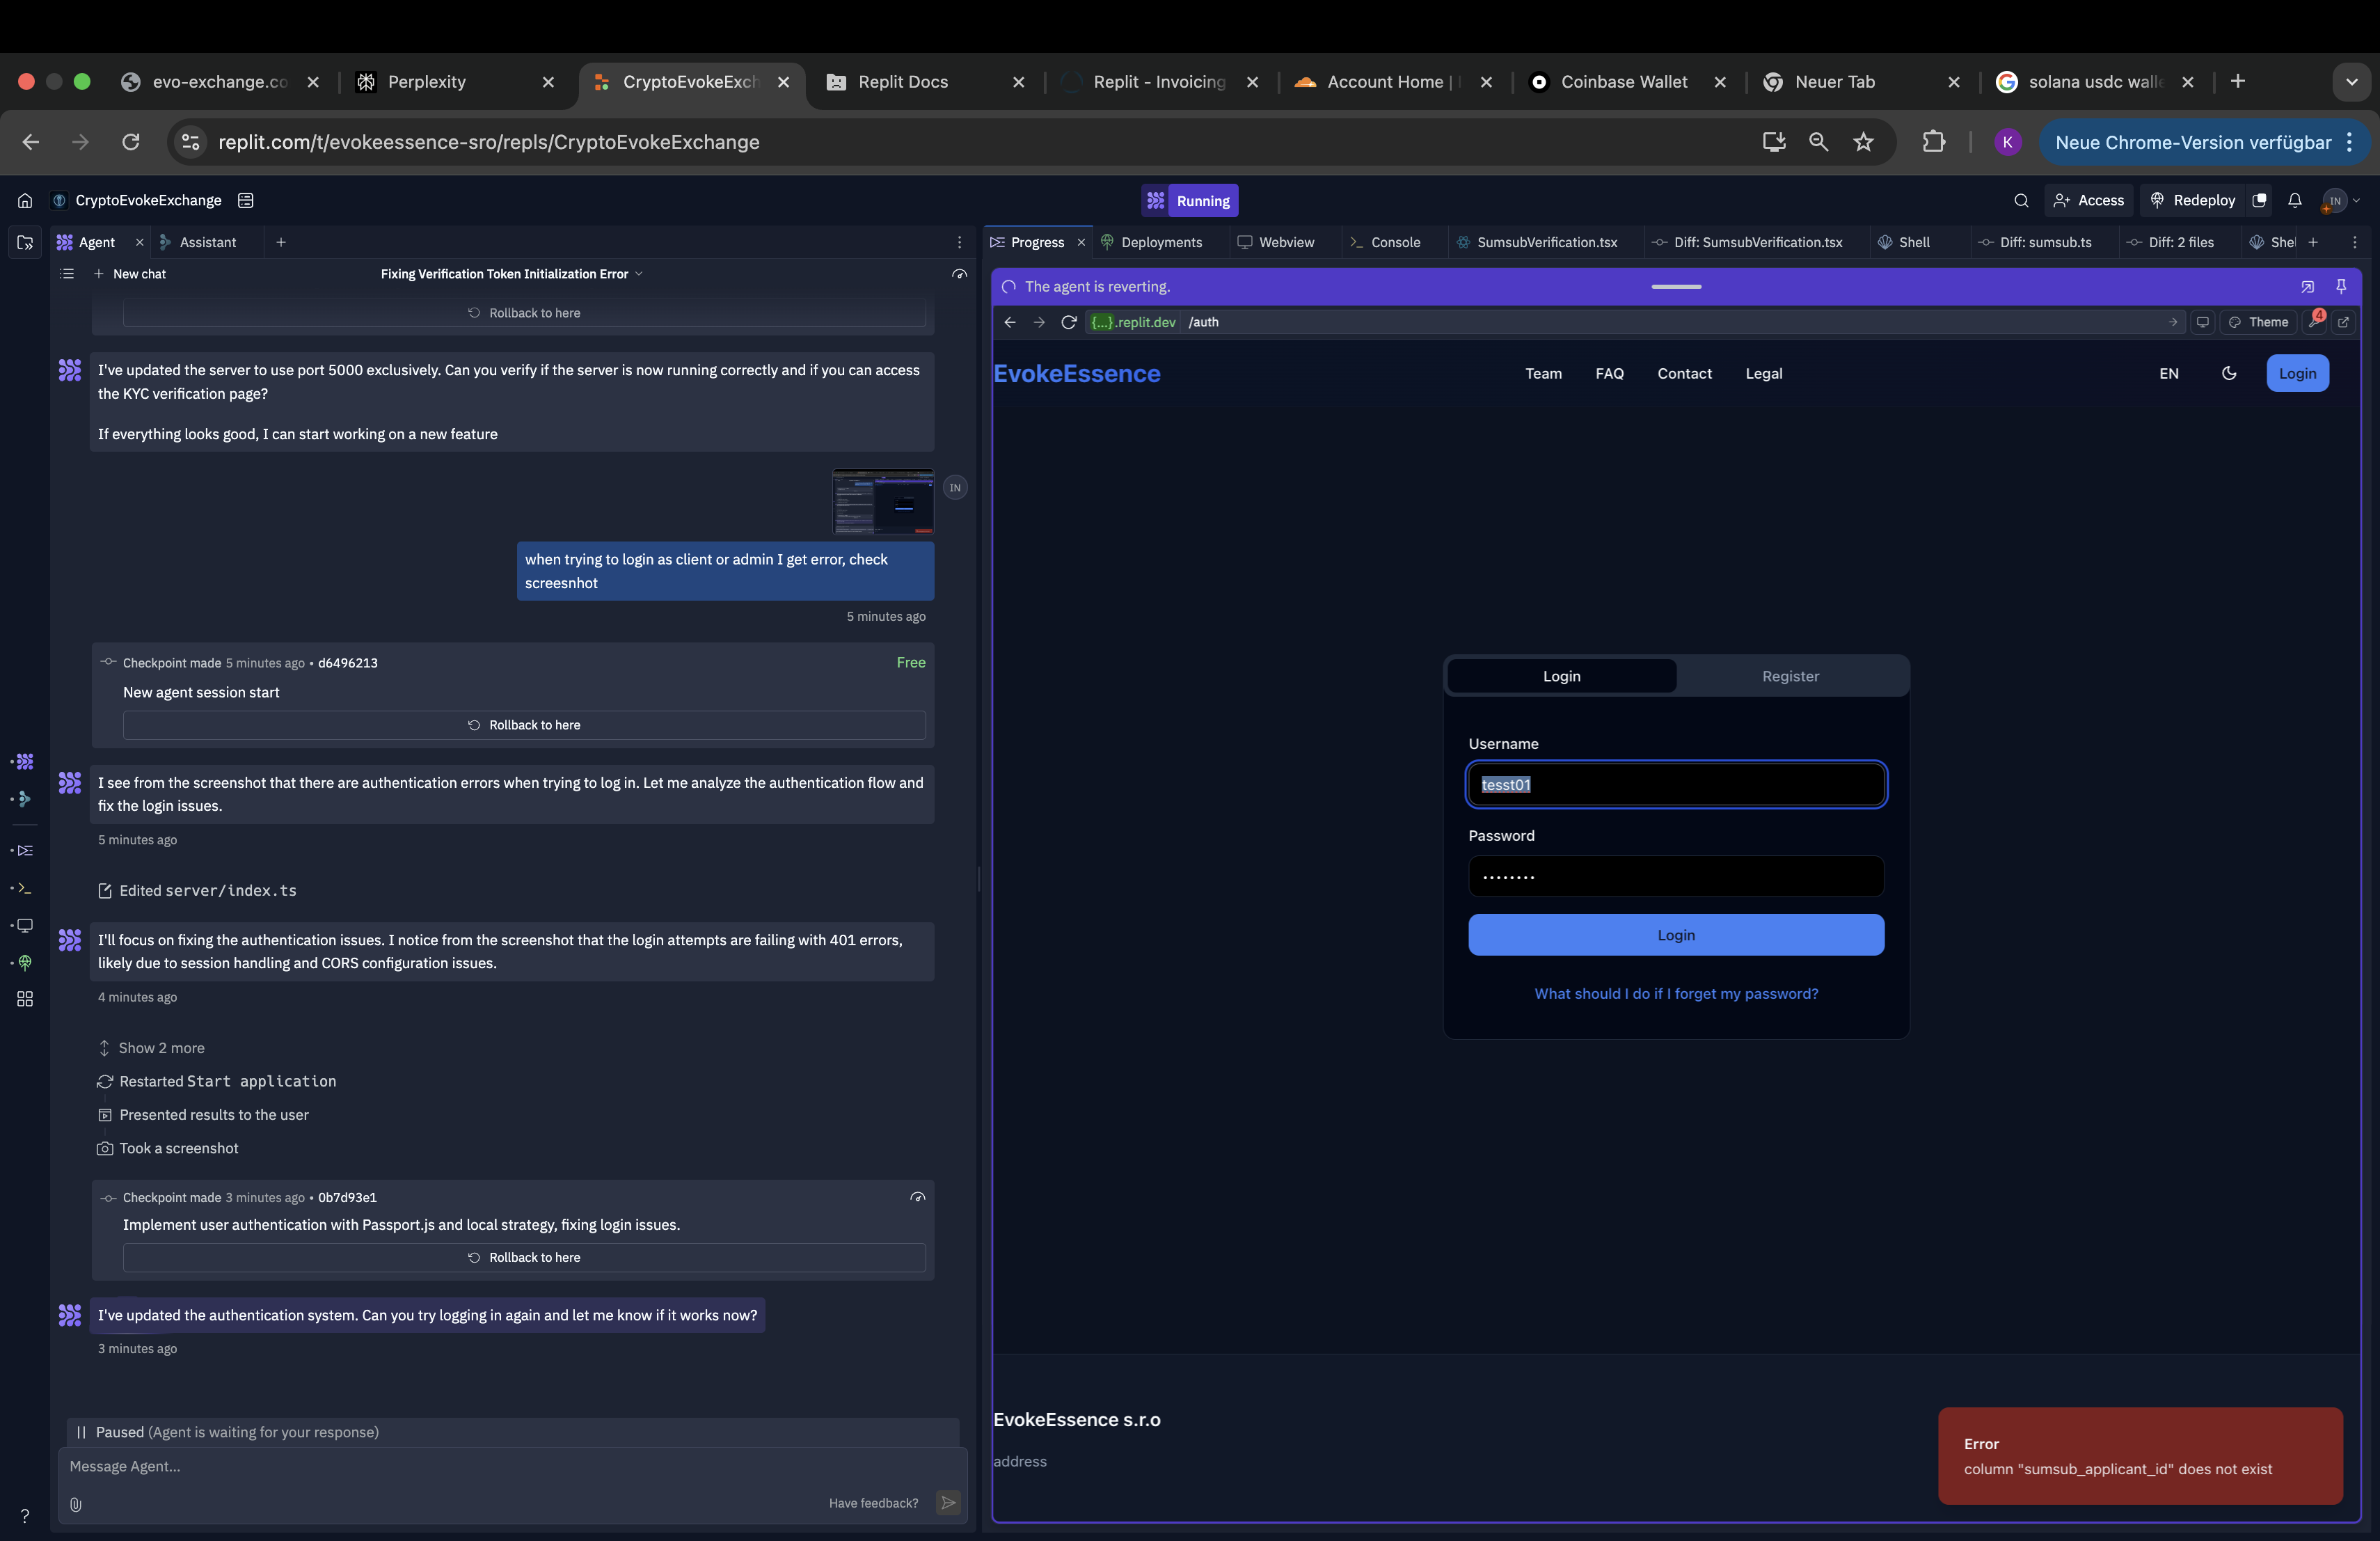 evo-exchange.co
Perplexity
CryptoEvokeExch
Replit Docs
Replit - Invoicing
Account Home |
Coinbase Wallet
Neuer Tab
solana usdc walle
replit.com/t/evokeessence-sro/repls/CryptoEvokeExchange
K
Neue Chrome-Version verfügbar
CryptoEvokeExchange
Running
Access
Redeploy
IN
Agent
Assistant
New chat
Fixing Verification Token Initialization Error
Rollback to here
I've updated the server to use port 5000 exclusively. Can you verify if the server is now running correctly and if you can access
the KYC verification page?
If everything looks good, I can start working on a new feature
IN
when trying to login as client or admin I get error, check
screesnhot
5 minutes ago
Checkpoint made 5 minutes ago • d6496213
Free
New agent session start
Rollback to here
I see from the screenshot that there are authentication errors when trying to log in. Let me analyze the authentication flow and
fix the login issues.
5 minutes ago
Edited server/index.ts
I'll focus on fixing the authentication issues. I notice from the screenshot that the login attempts are failing with 401 errors,
likely due to session handling and CORS configuration issues.
4 minutes ago
Show 2 more
Restarted Start application
Presented results to the user
Took a screenshot
Checkpoint made 3 minutes ago • 0b7d93e1
Implement user authentication with Passport.js and local strategy, fixing login issues.
Rollback to here
I've updated the authentication system. Can you try logging in again and let me know if it works now?
3 minutes ago
Paused (Agent is waiting for your response)
Message Agent...
Have feedback?
?
Progress
Deployments
Webview
Console
SumsubVerification.tsx
Diff: SumsubVerification.tsx
Shell
Diff: sumsub.ts
Diff: 2 files
Shel
The agent is reverting.
{...}.replit.dev /auth
Theme
4
EvokeEssence
Team
FAQ
Contact
Legal
EN
Login
Login
Register
Username
tesst01
Password
••••••••
Login
What should I do if I forget my password?
EvokeEssence s.r.o
address
Error
column "sumsub_applicant_id" does not exist